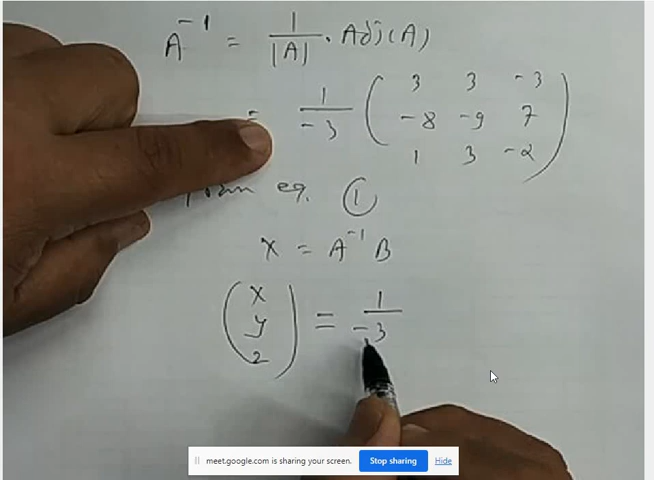 A⁻¹ = 1/|A| · Adj(A)
= 1/-3 ( 3 3 -3
-8 -9 7
1 3 -2 )
eq. ①
X = A⁻¹ B
( x
y
z ) = 1/-3
meet.google.com is sharing your screen. Stop sharing Hide